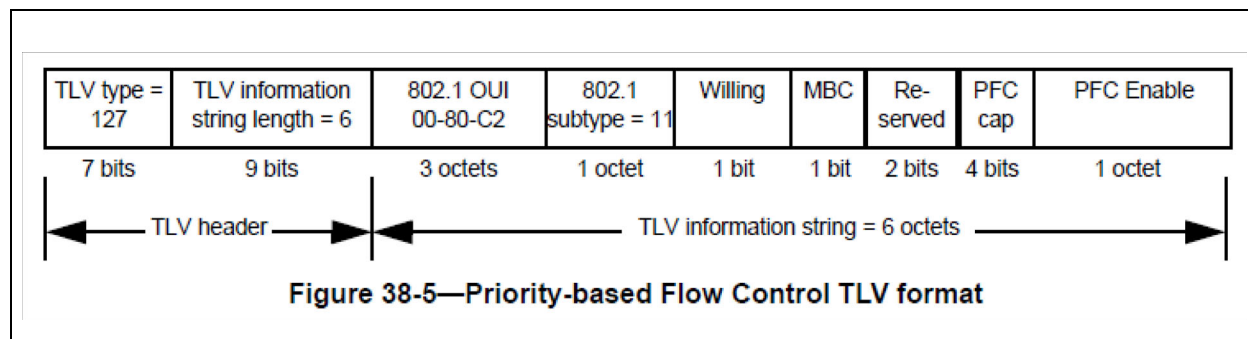 TLV type = 127
TLV information string length = 6
802.1 OUI 00-80-C2
802.1 subtype = 11
Willing
MBC
Re-served
PFC cap
PFC Enable
7 bits
9 bits
3 octets
1 octet
1 bit
1 bit
2 bits
4 bits
1 octet
TLV header
TLV information string = 6 octets
Figure 38-5—Priority-based Flow Control TLV format